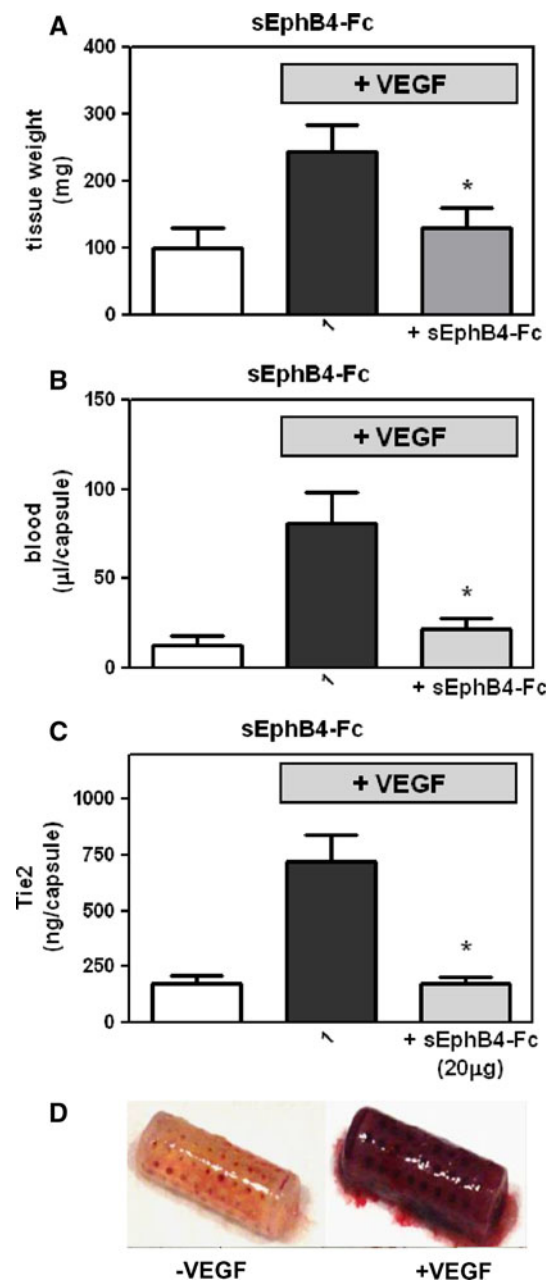 A
sEphB4-Fc
400
300
200
100
0
tissue weight
(mg)
+ VEGF
*
+ sEphB4-Fc
B
sEphB4-Fc
150
100
50
0
blood
(µl/capsule)
+ VEGF
*
+ sEphB4-Fc
C
sEphB4-Fc
1000
750
500
250
0
Tie2
(ng/capsule)
+ VEGF
*
+ sEphB4-Fc
(20µg)
D
-VEGF
+VEGF